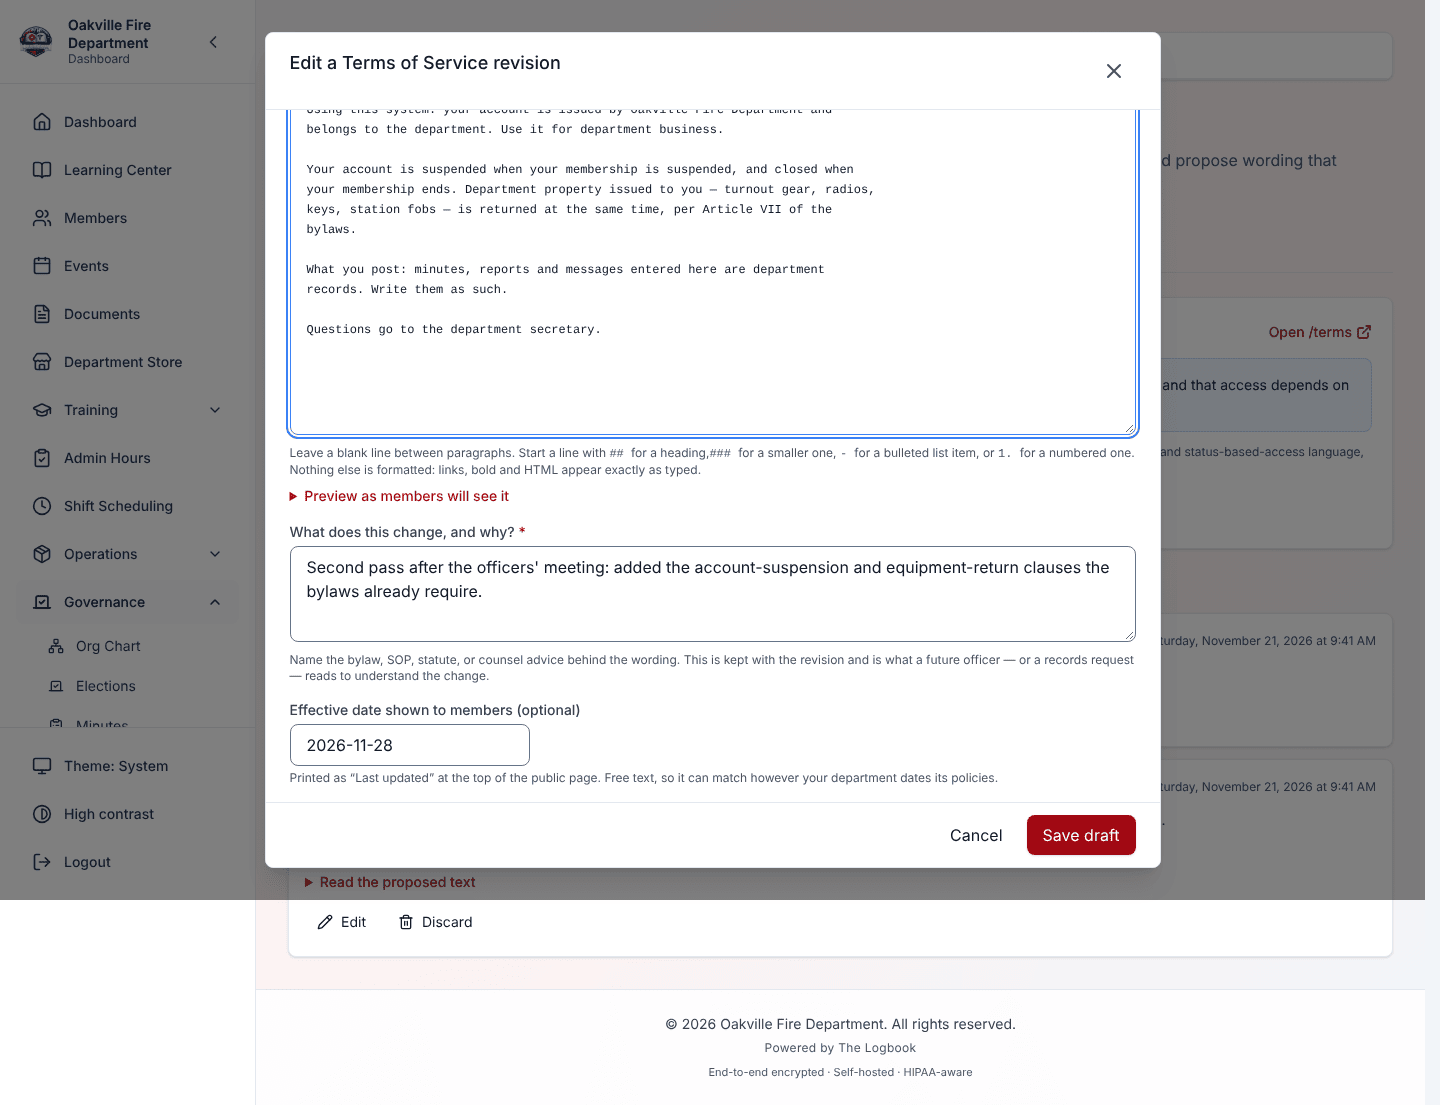 Oakville Fire
Department
Dashboard
Dashboard
Learning Center
Members
Events
Documents
Department Store
Training
Admin Hours
Shift Scheduling
Operations
Governance
Org Chart
Elections
Minutes
Theme: System
High contrast
Logout
d propose wording that
Open /terms
and that access depends on
and status-based-access language,
turday, November 21, 2026 at 9:41 AM
turday, November 21, 2026 at 9:41 AM
Edit a Terms of Service revision
Using this system: your account is issued by Oakville Fire Department and
belongs to the department. Use it for department business.
Your account is suspended when your membership is suspended, and closed when
your membership ends. Department property issued to you — turnout gear, radios,
keys, station fobs — is returned at the same time, per Article VII of the
bylaws.
What you post: minutes, reports and messages entered here are department
records. Write them as such.
Questions go to the department secretary.
Leave a blank line between paragraphs. Start a line with ## for a heading,### for a smaller one, - for a bulleted list item, or 1. for a numbered one.
Nothing else is formatted: links, bold and HTML appear exactly as typed.
Preview as members will see it
What does this change, and why? *
Second pass after the officers' meeting: added the account-suspension and equipment-return clauses the
bylaws already require.
Name the bylaw, SOP, statute, or counsel advice behind the wording. This is kept with the revision and is what a future officer — or a records request
— reads to understand the change.
Effective date shown to members (optional)
2026-11-28
Printed as “Last updated” at the top of the public page. Free text, so it can match however your department dates its policies.
Cancel
Save draft
Read the proposed text
Edit
Discard
© 2026 Oakville Fire Department. All rights reserved.
Powered by The Logbook
End-to-end encrypted · Self-hosted · HIPAA-aware